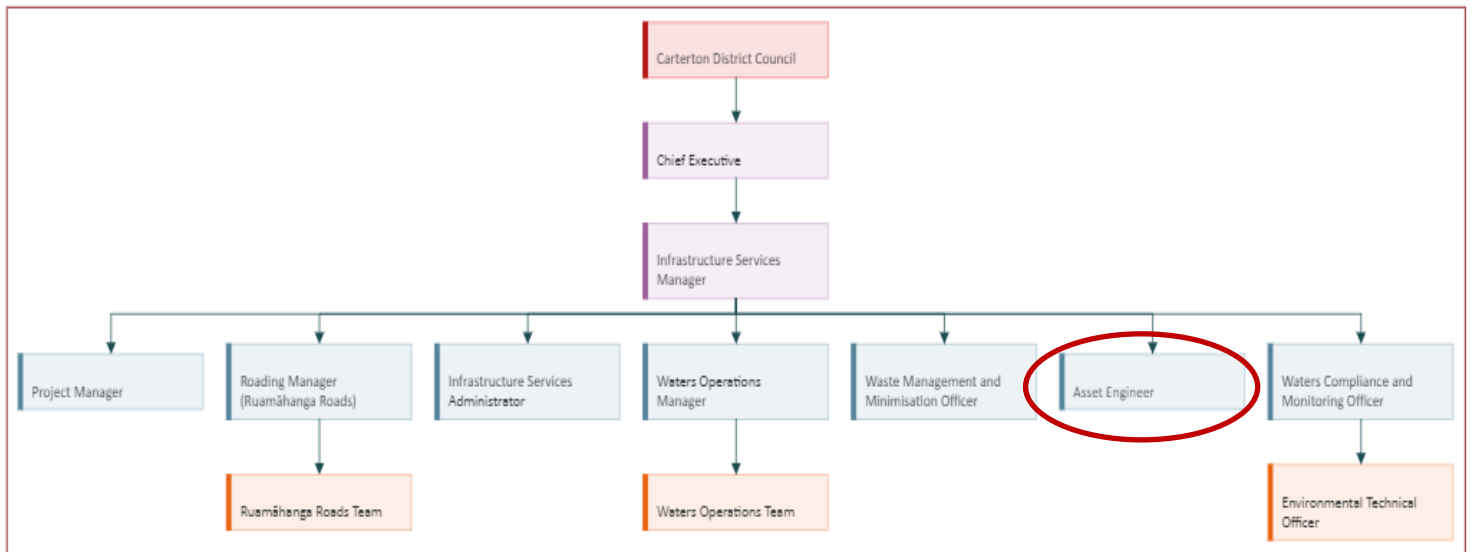 Carterton District Council
Chief Executive
Infrastructure Services
Manager
Project Manager
Roading Manager
(Ruamāhanga Roads)
Infrastructure Services
Administrator
Waters Operations
Manager
Waste Management and
Minimisation Officer
Asset Engineer
Waters Compliance and
Monitoring Officer
Ruamāhanga Roads Team
Waters Operations Team
Environmental Technical
Officer